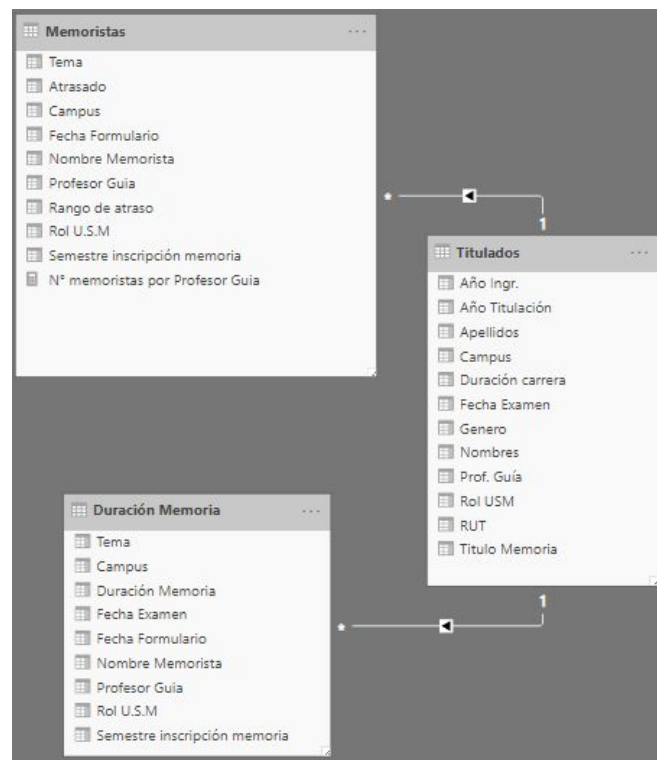 Memoristas ...
Tema
Atrasado
Campus
Fecha Formulario
Nombre Memorista
Profesor Guia
Rango de atraso
Rol U.S.M
Semestre inscripción memoria
N° memoristas por Profesor Guia
* 1
Titulados ...
Año Ingr.
Año Titulación
Apellidos
Campus
Duración carrera
Fecha Examen
Genero
Nombres
Prof. Guía
Rol USM
RUT
Titulo Memoria
1
*
Duración Memoria ...
Tema
Campus
Duración Memoria
Fecha Examen
Fecha Formulario
Nombre Memorista
Profesor Guia
Rol U.S.M
Semestre inscripción memoria